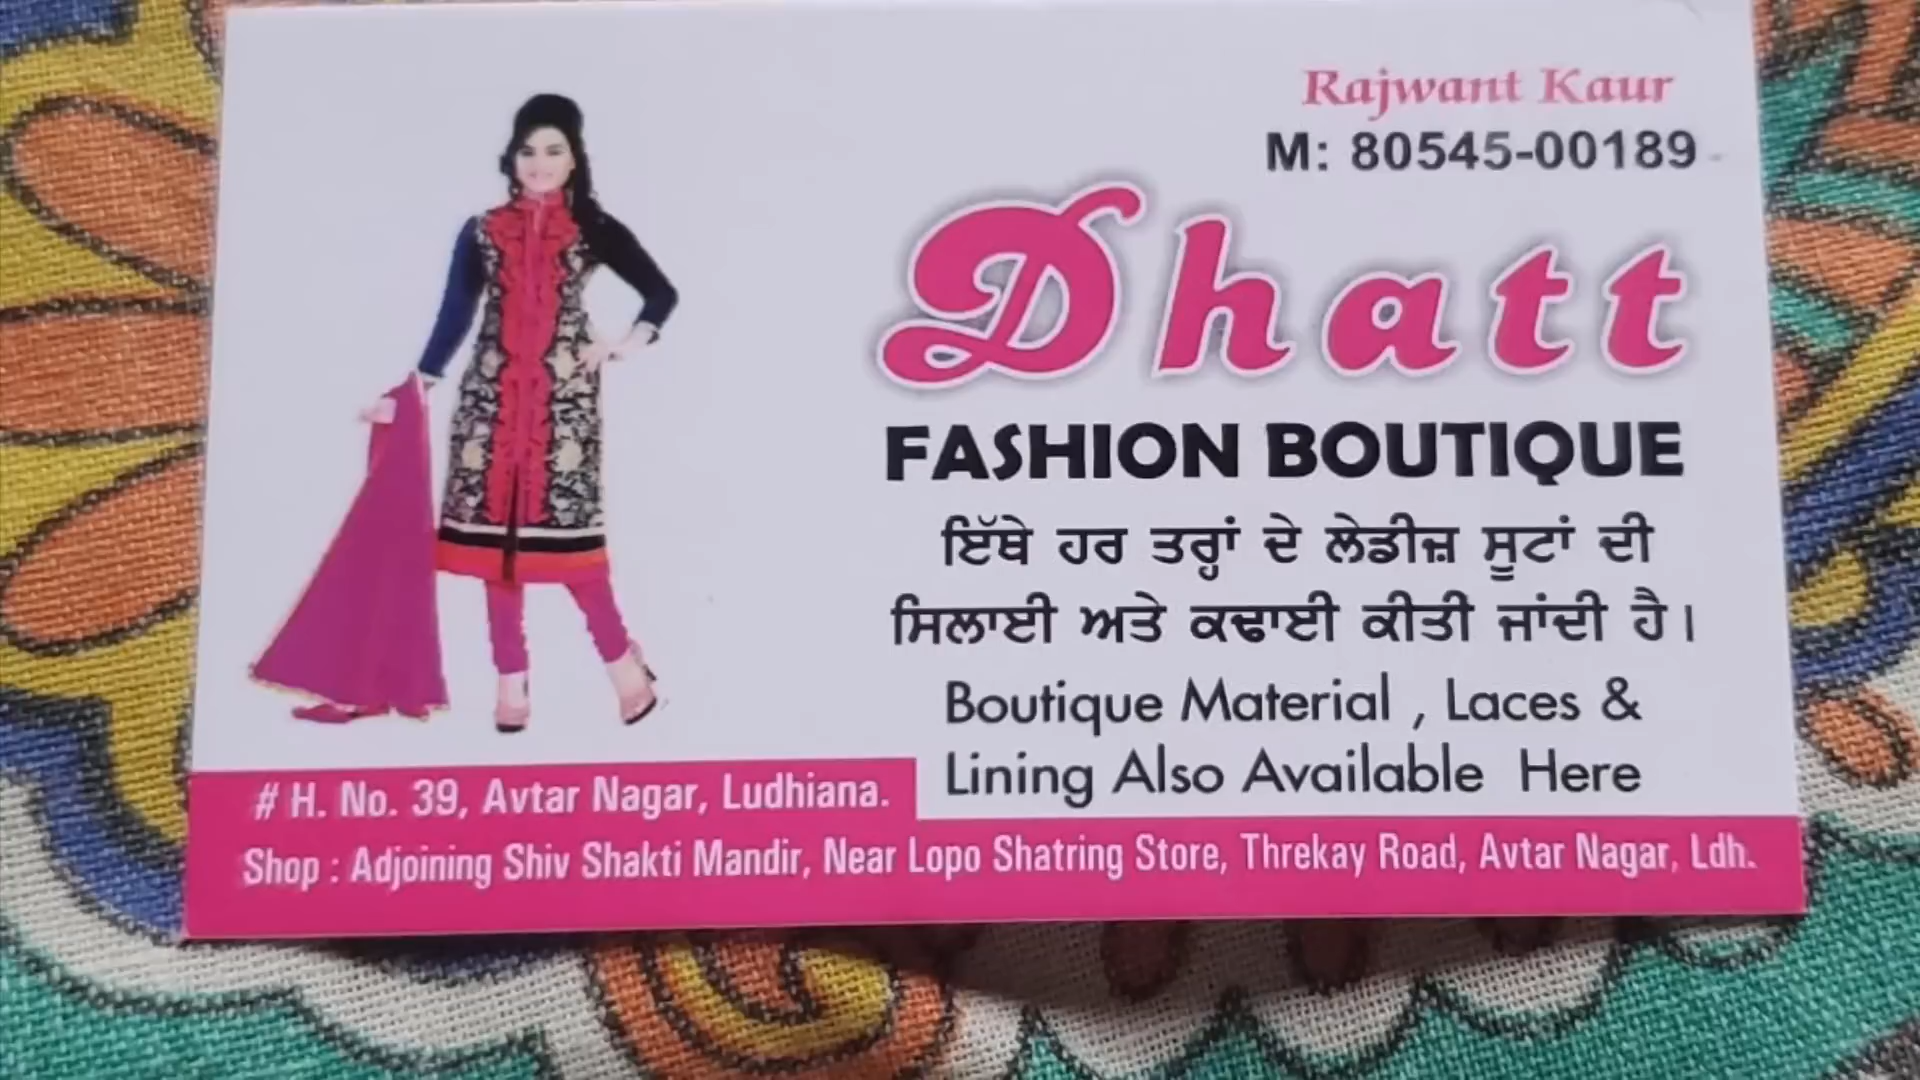 Rajwant Kaur
M: 80545-00189
Dhatt
FASHION BOUTIQUE
ਇੱਥੇ ਹਰ ਤਰ੍ਹਾਂ ਦੇ ਲੇਡੀਜ਼ ਸੂਟਾਂ ਦੀ
ਸਿਲਾਈ ਅਤੇ ਕਢਾਈ ਕੀਤੀ ਜਾਂਦੀ ਹੈ।
Boutique Material , Laces &
Lining Also Available Here
# H. No. 39, Avtar Nagar, Ludhiana.
Shop : Adjoining Shiv Shakti Mandir, Near Lopo Shatring Store, Threkay Road, Avtar Nagar, Ldh.